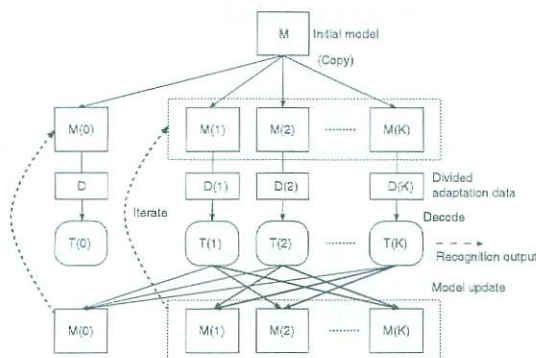 M Initial model
(Copy)
M(0) M(1) M(2) ........ M(K)
D D(1) D(2) D(K) Divided
adaptation data
Iterate
Decode
T(0) T(1) T(2) ........ T(K)
Recognition output
Model update
M(0) M(1) M(2) ........ M(K)